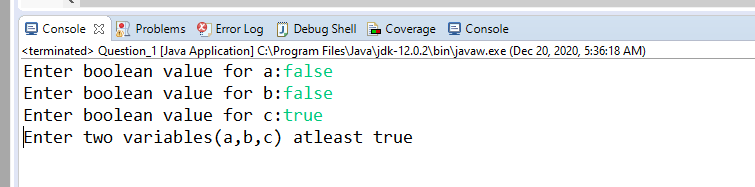 Console Problems Error Log Debug Shell Coverage Console
<terminated> Question_1 [Java Application] C:\Program Files\Java\jdk-12.0.2\bin\javaw.exe (Dec 20, 2020, 5:36:18 AM)
Enter boolean value for a:false
Enter boolean value for b:false
Enter boolean value for c:true
Enter two variables(a,b,c) atleast true